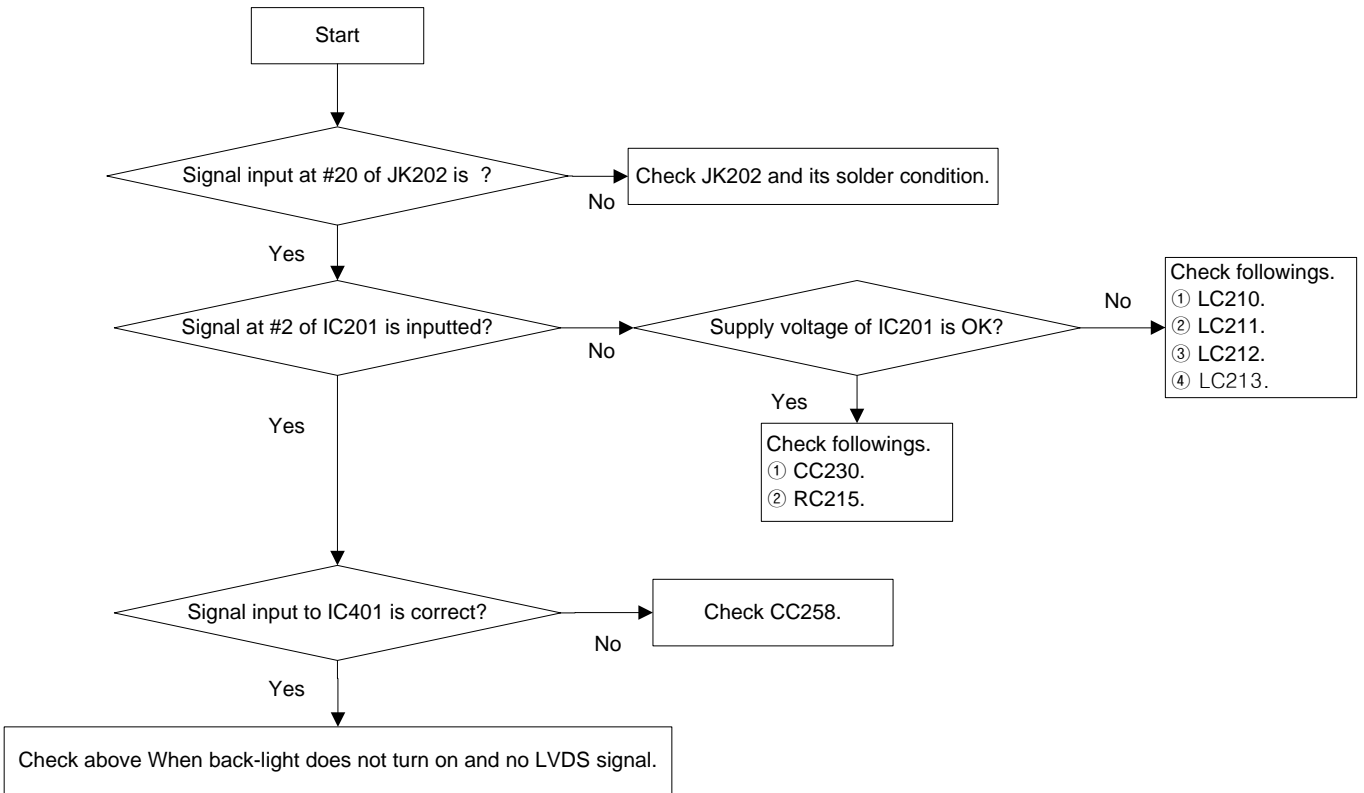 Start
Signal input at #20 of JK202 is ?
No
Check JK202 and its solder condition.
Yes
Signal at #2 of IC201 is inputted?
No
Supply voltage of IC201 is OK?
No
Check followings.
① LC210.
② LC211.
③ LC212.
④ LC213.
Yes
Check followings.
① CC230.
② RC215.
Yes
Signal input to IC401 is correct?
No
Check CC258.
Yes
Check above When back-light does not turn on and no LVDS signal.